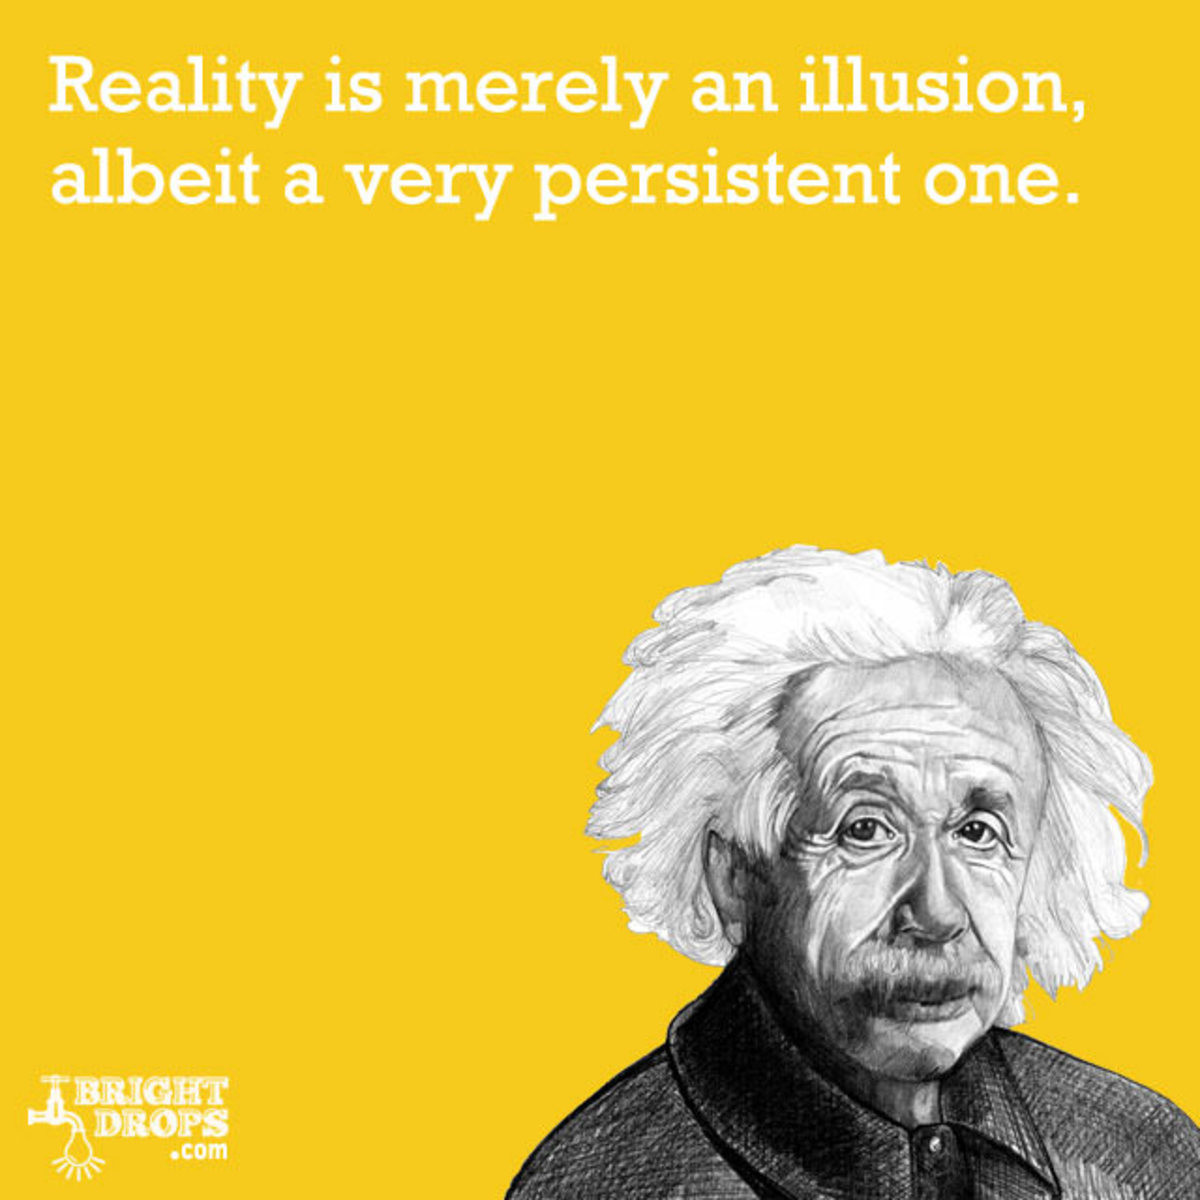 Reality is merely an illusion,
albeit a very persistent one.
BRIGHT
DROPS
.com